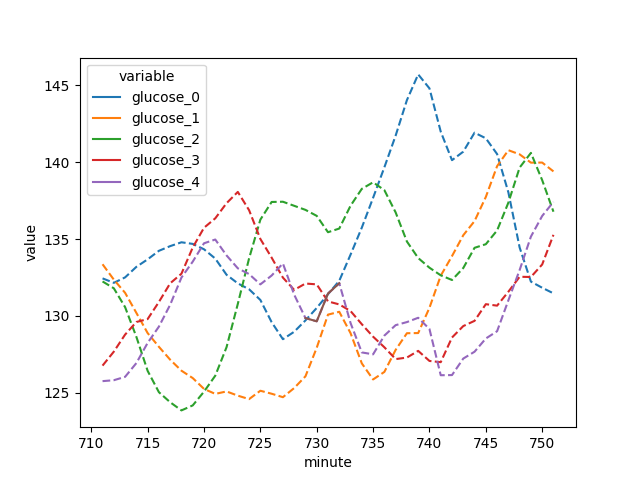 variable
glucose_0
glucose_1
glucose_2
glucose_3
glucose_4
value
145
140
135
130
125
710 715 720 725 730 735 740 745 750
minute